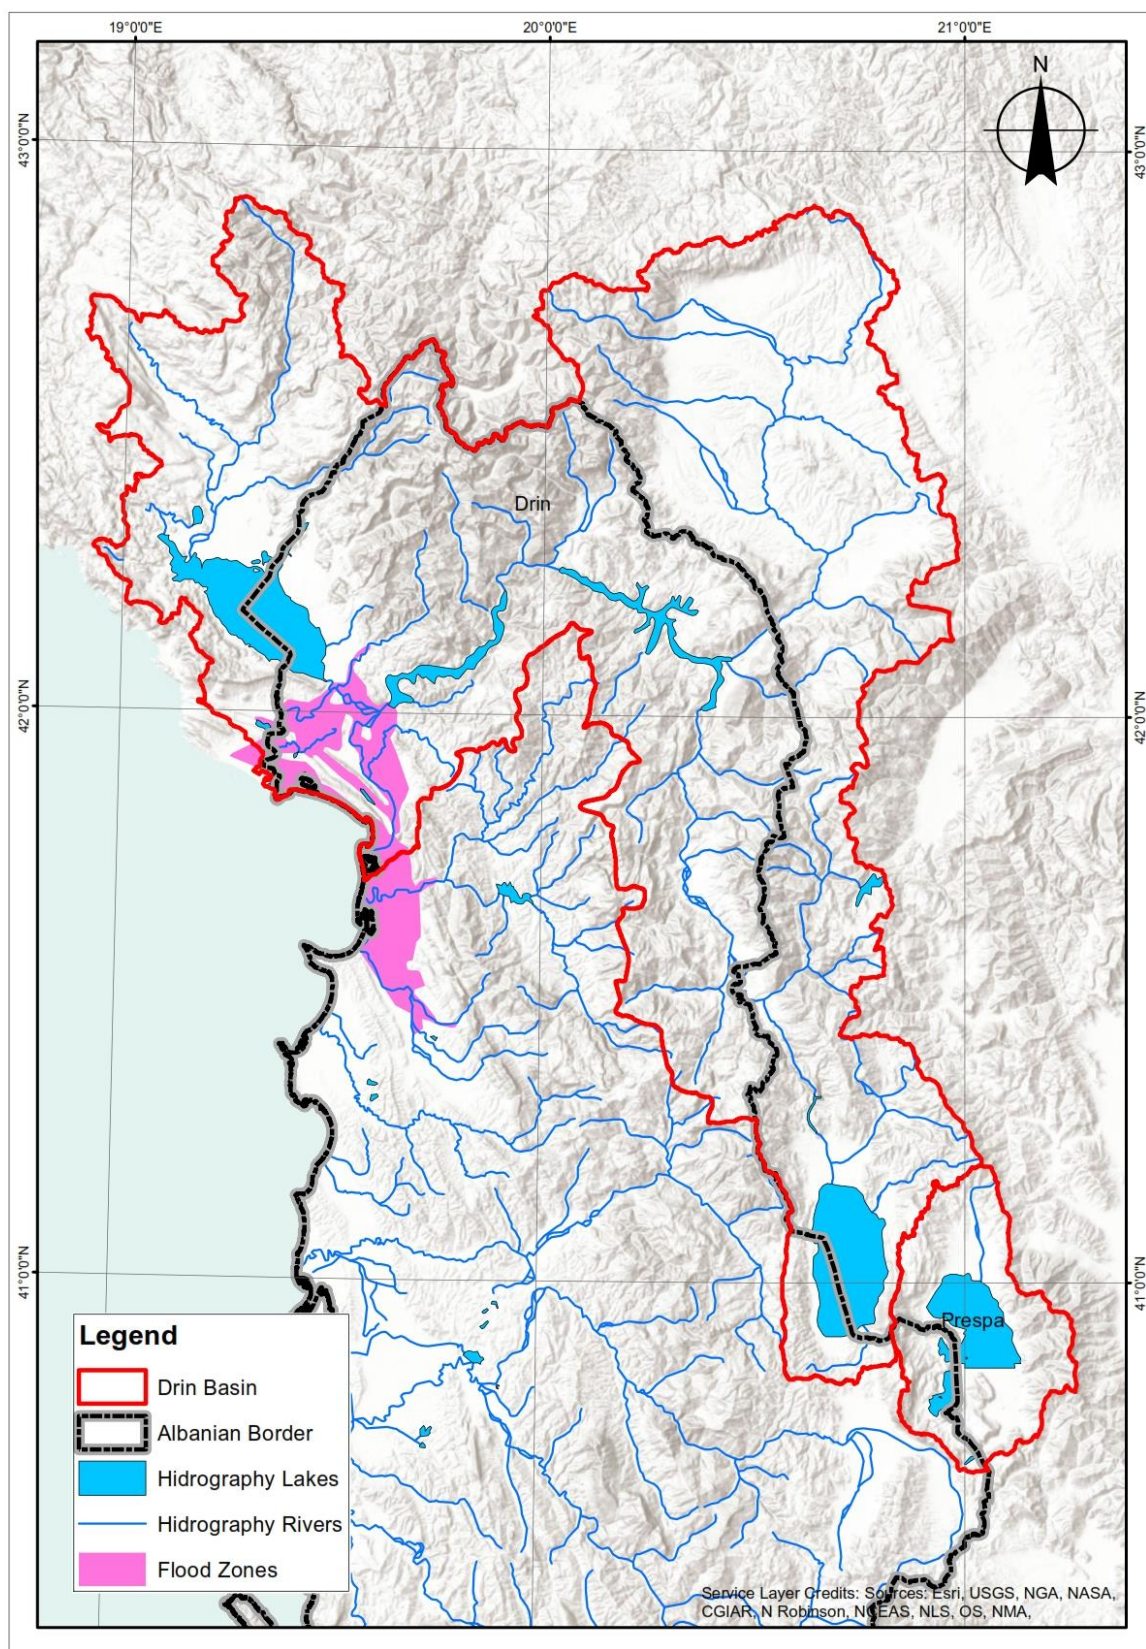 19°0'0"E 20°0'0"E 21°0'0"E
N
43°0'0"N 43°0'0"N
Drin
42°0'0"N 42°0'0"N
41°0'0"N 41°0'0"N
Prespa
Legend
Drin Basin
Albanian Border
Hidrography Lakes
Hidrography Rivers
Flood Zones
Service Layer Credits: Sources: Esri, USGS, NGA, NASA,
CGIAR, N Robinson, NCEAS, NLS, OS, NMA,